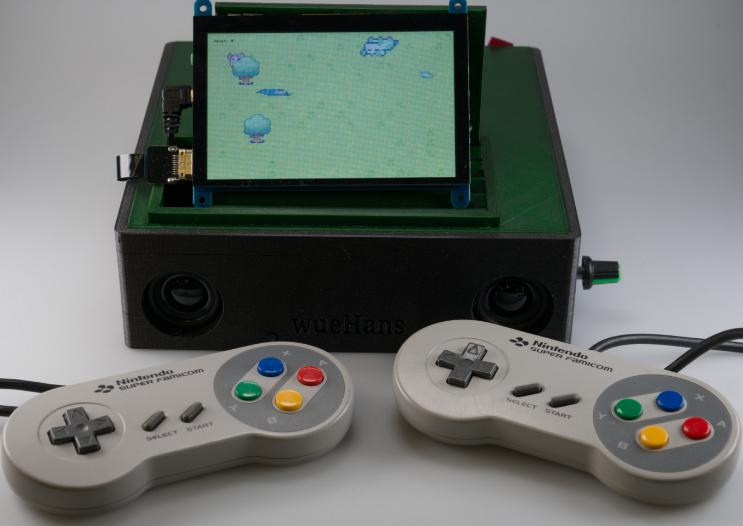 wueHans
Nintendo
SUPER FAMICOM
SELECT START
X
A
Y
B
Nintendo
SUPER FAMICOM
SELECT START
X
A
Y
B